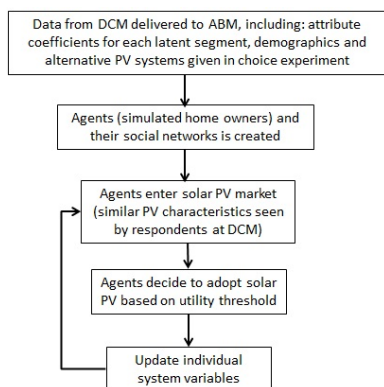 Data from DCM delivered to ABM, including: attribute
coefficients for each latent segment, demographics and
alternative PV systems given in choice experiment
Agents (simulated home owners) and
their social networks is created
Agents enter solar PV market
(similar PV characteristics seen
by respondents at DCM)
Agents decide to adopt solar
PV based on utility threshold
Update individual
system variables